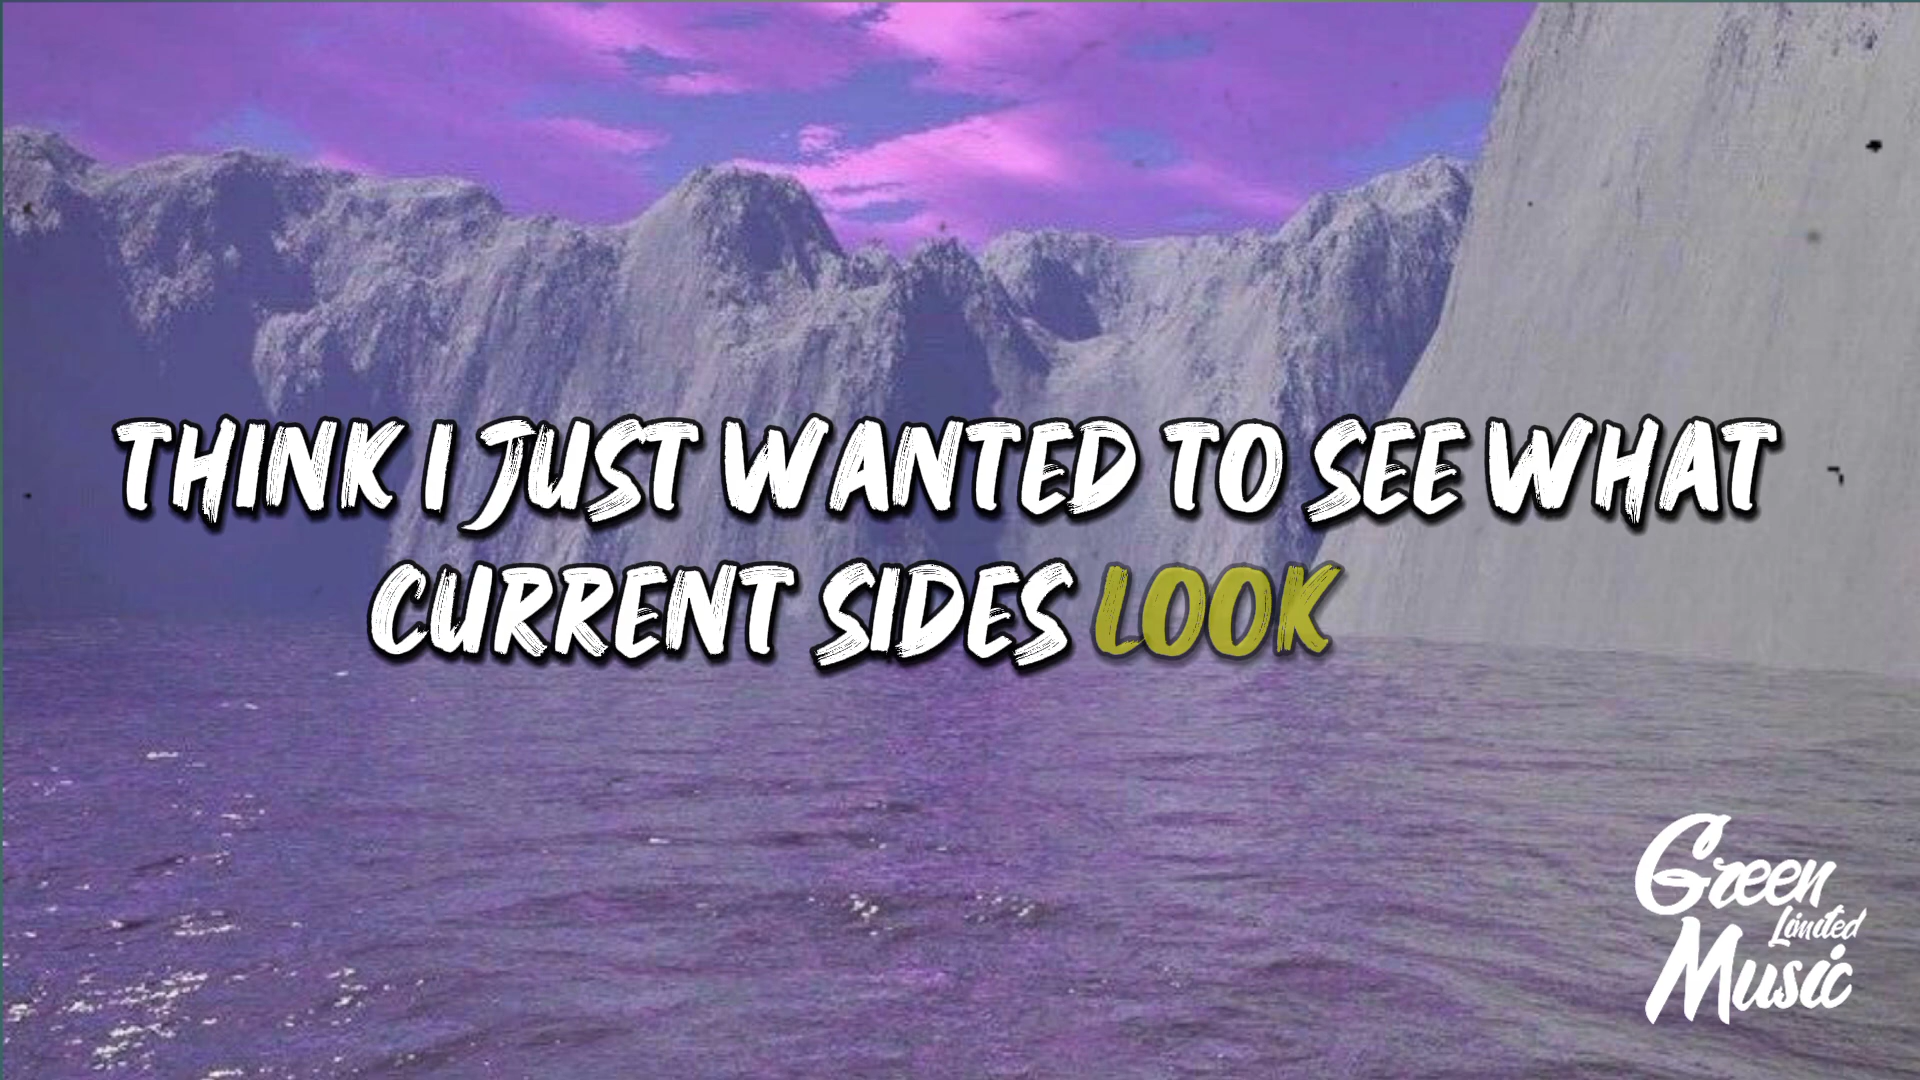 THINK I JUST WANTED TO SEE WHAT
CURRENT SIDES LOOK
Green
Limited
Music